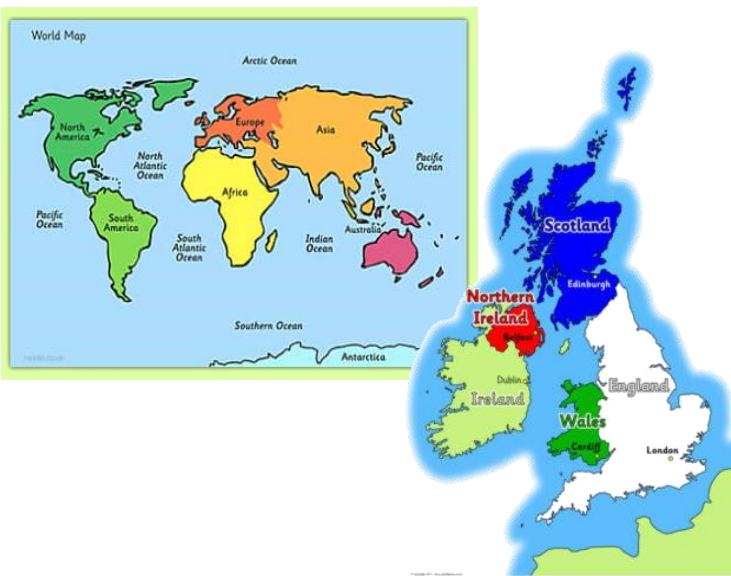 World Map
Arctic Ocean
North
America
Europe
Asia
North
Atlantic
Ocean
Pacific
Ocean
Africa
Pacific
Ocean
South
America
South
Atlantic
Ocean
Indian
Ocean
Australia
Southern Ocean
Antarctica
Scotland
Edinburgh
Northern
Ireland
Belfast
Dublin
Ireland
England
Wales
Cardiff
London